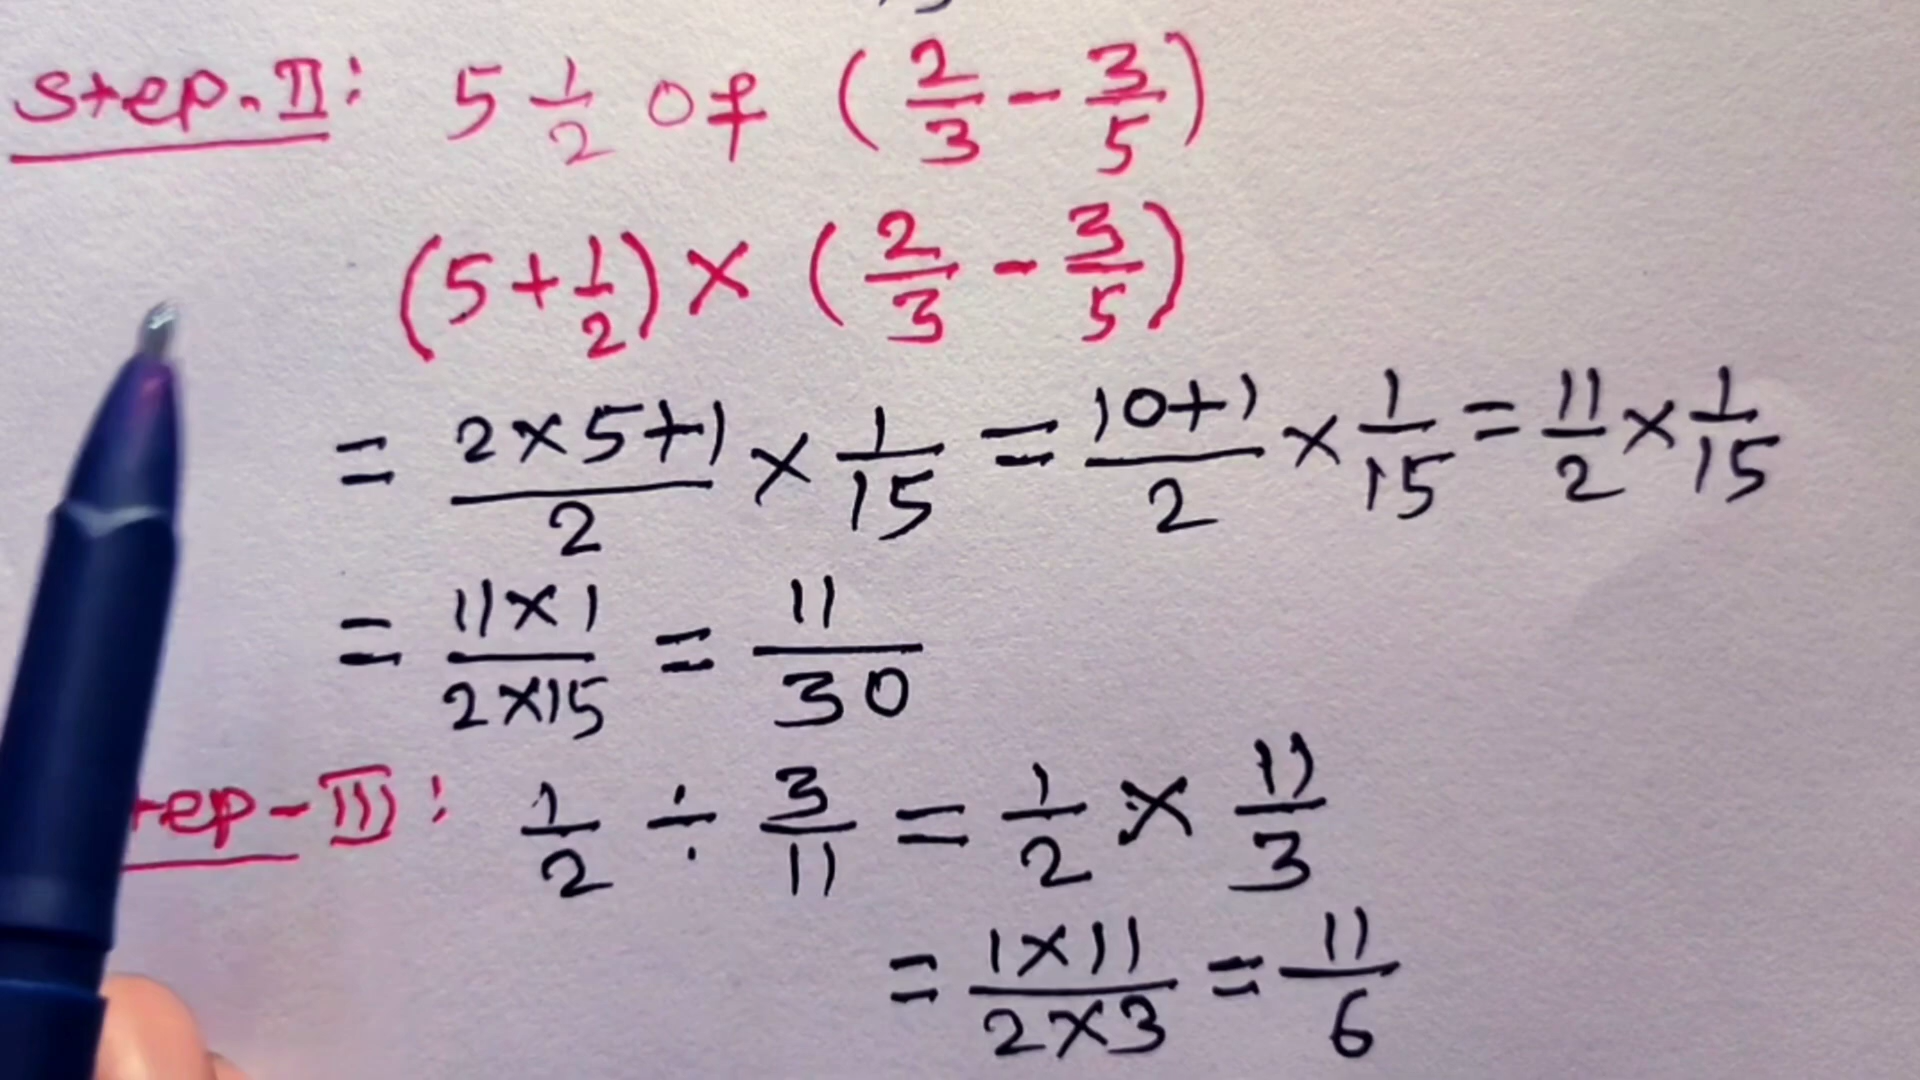 Step-II: 5 1/2 of (2/3 - 3/5)
(5+1/2) × (2/3 - 3/5)
= 2×5+1/2 × 1/15 = 10+1/2 × 1/15 = 11/2 × 1/15
= 11×1/2×15 = 11/30
tep-III: 1/2 ÷ 3/11 = 1/2 × 11/3
= 1×11/2×3 = 11/6